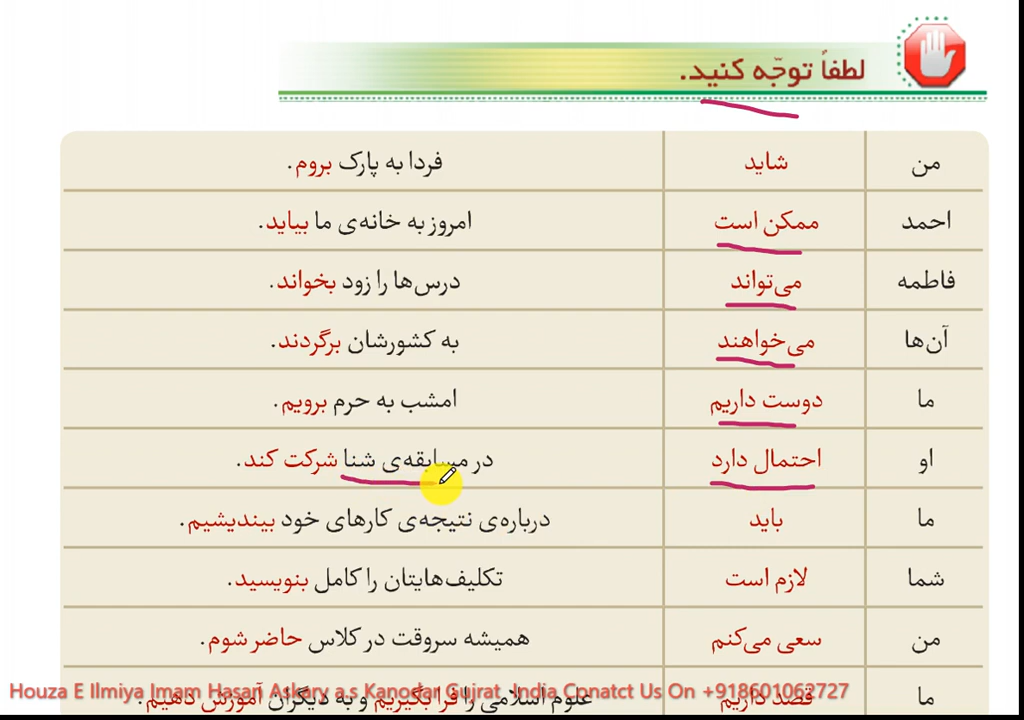 لطفاً توجّه کنید.
من شاید فردا به پارک بروم.
احمد ممکن است امروز به خانه‌ی ما بیاید.
فاطمه می‌تواند درس‌ها را زود بخواند.
آن‌ها می‌خواهند به کشورشان برگردند.
ما دوست داریم امشب به حرم برویم.
او احتمال دارد در مسابقه‌ی شنا شرکت کند.
ما باید درباره‌ی نتیجه‌ی کارهای خود بیندیشیم.
شما لازم است تکلیف‌هایتان را کامل بنویسید.
من سعی می‌کنم همیشه سروقت در کلاس حاضر شوم.
ما قصد داریم علوم اسلامی را فرا بگیریم و به دیگران آموزش دهیم.
Houza E Ilmiya Imam Hasan Askary a.s Kanodar Gujrat India Conatct Us On +918601062727